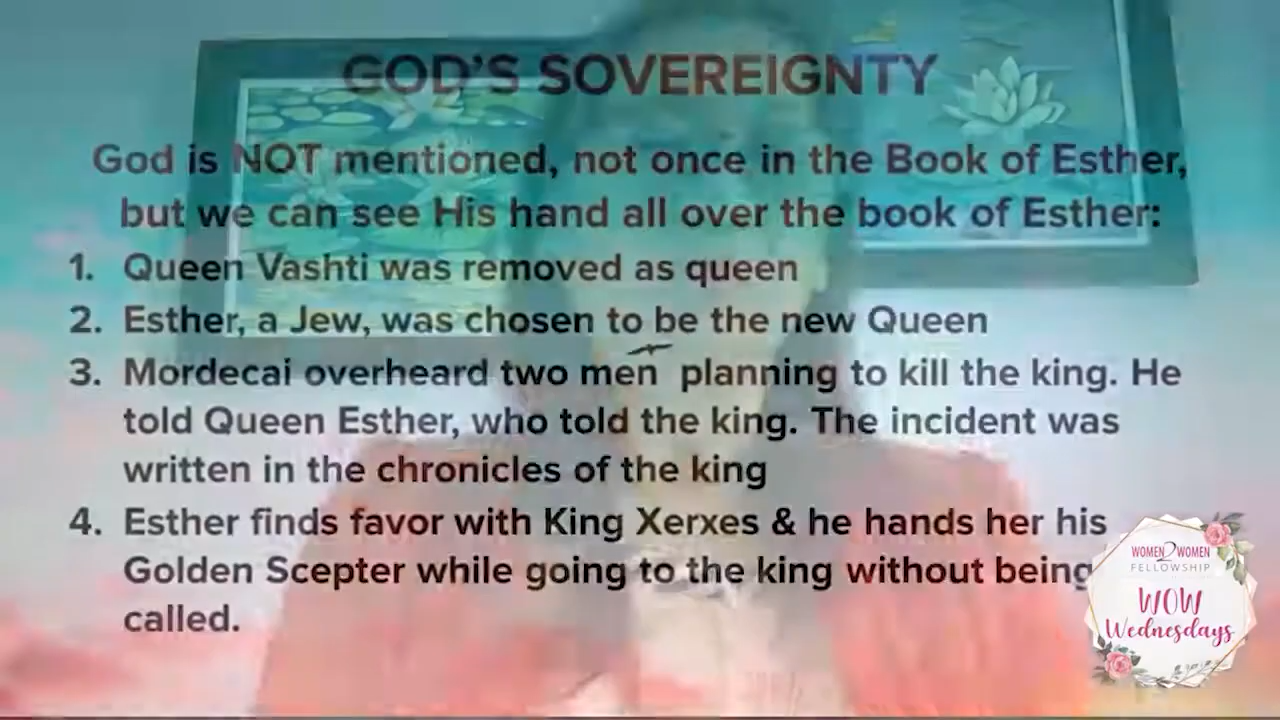 GOD'S SOVEREIGNTY
God is NOT mentioned, not once in the Book of Esther,
but we can see His hand all over the book of Esther:
1. Queen Vashti was removed as queen
2. Esther, a Jew, was chosen to be the new Queen
3. Mordecai overheard two men planning to kill the king. He
told Queen Esther, who told the king. The incident was
written in the chronicles of the king
4. Esther finds favor with King Xerxes & he hands her his
Golden Scepter while going to the king without being
called.
WOMEN2WOMEN
FELLOWSHIP
WOW
Wednesdays